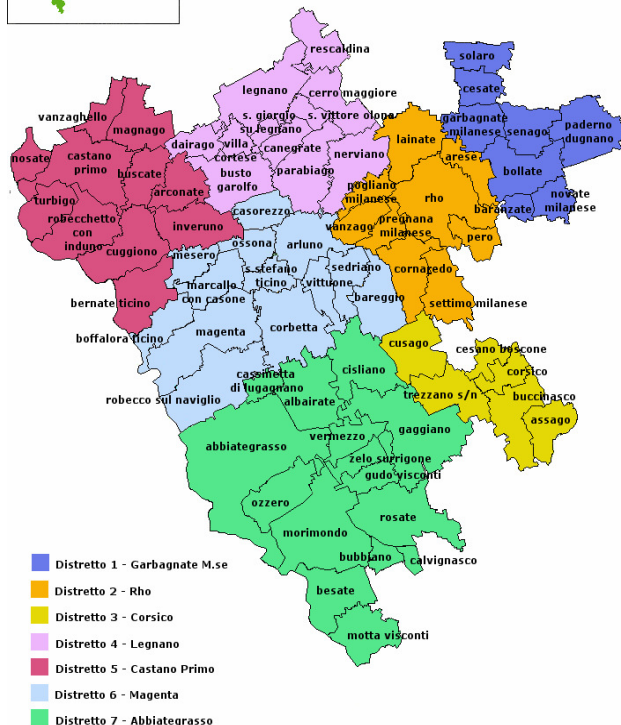 rescaldina
solaro
legnano
cesate
cerro maggiore
vanzaghello
magnago
s. giorgio
su legnano
s. vittore olona
garbagnate
milanese
senago
paderno
dugnano
lainate
dairago
villa
cortese
canegrate
nerviano
arese
nosate
castano
primo
buscate
busto
garolfo
parabiago
bollate
arconate
pogliano
milanese
rho
novate
milanese
turbigo
casorezzo
baranzate
robecchetto
con
induno
inveruno
vanzago
pregnana
milanese
pero
ossona
arluno
cuggiono
mesero
s.stefano
ticino
sedriano
cornaredo
vittuone
marcallo
con casone
bareggio
bernate ticino
settimo milanese
boffalora ticino
magenta
corbetta
cusago
cesano boscone
cisliano
corsico
cassinetta
di lugagnano
robecco sul naviglio
albairate
trezzano s/n
buccinasco
assago
gaggiano
vermezzo
abbiategrasso
zelo surrigone
gudo visconti
ozzero
rosate
morimondo
bubbiano
calvignasco
besate
motta visconti
Distretto 1 - Garbagnate M.se
Distretto 2 - Rho
Distretto 3 - Corsico
Distretto 4 - Legnano
Distretto 5 - Castano Primo
Distretto 6 - Magenta
Distretto 7 - Abbiategrasso